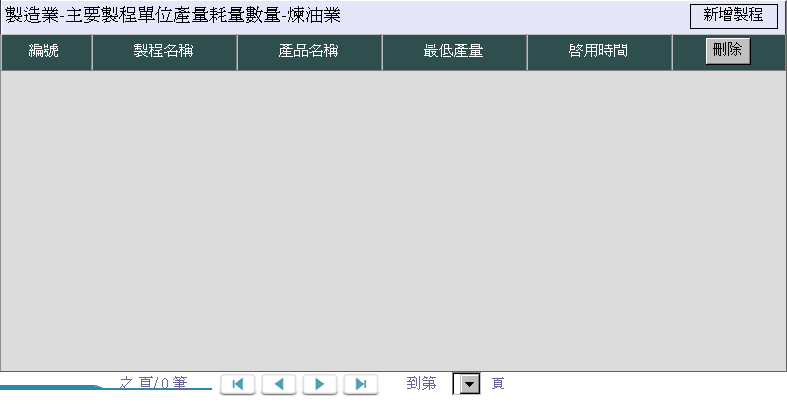 製造業-主要製程單位產量耗量數量-煉油業 新增製程
編號 製程名稱 產品名稱 最低產量 啓用時間 刪除
之 頁/0 筆 到第 頁